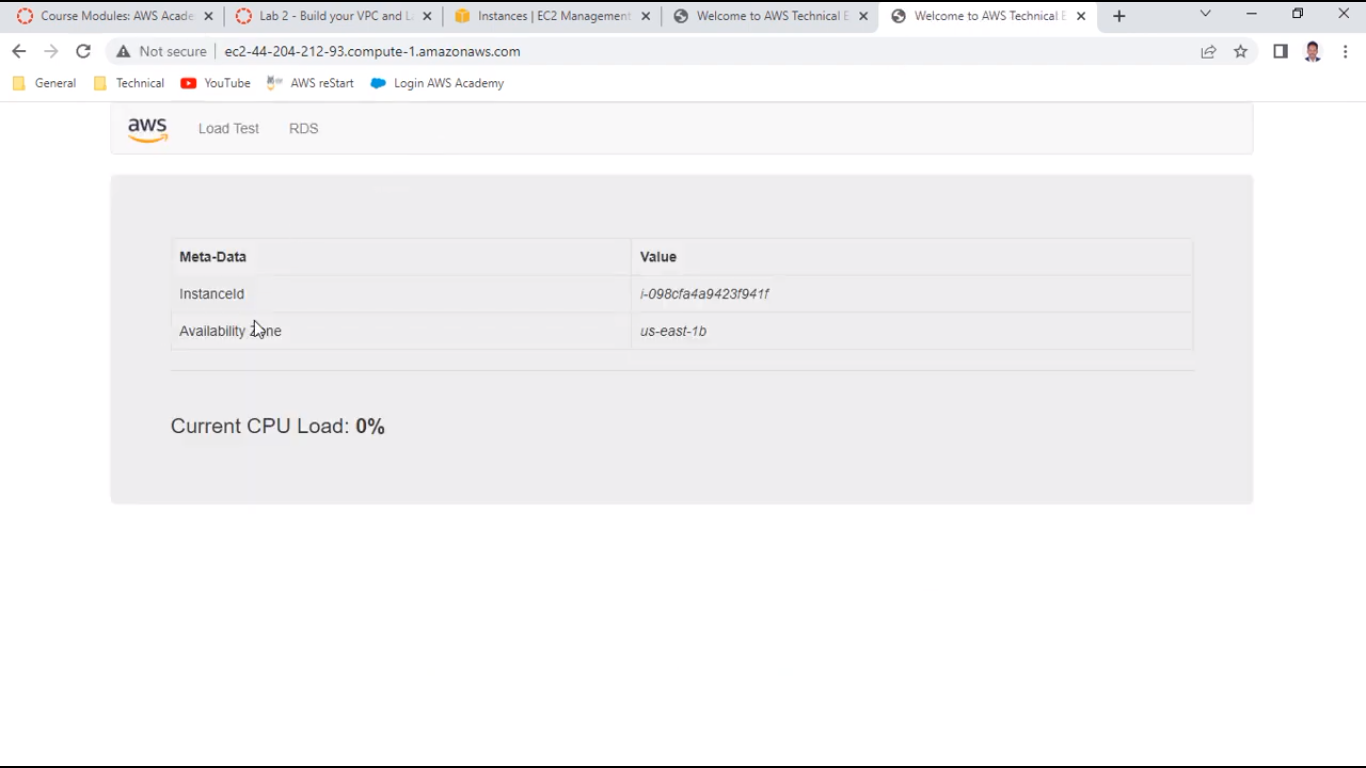 Course Modules: AWS Acade
Lab 2 - Build your VPC and L
Instances | EC2 Management
Welcome to AWS Technical E
Welcome to AWS Technical E
Not secure
ec2-44-204-212-93.compute-1.amazonaws.com
General
Technical
YouTube
AWS reStart
Login AWS Academy
aws
Load Test
RDS
Meta-Data Value
InstanceId i-098cfa4a9423f941f
Availability Zone us-east-1b
Current CPU Load: 0%